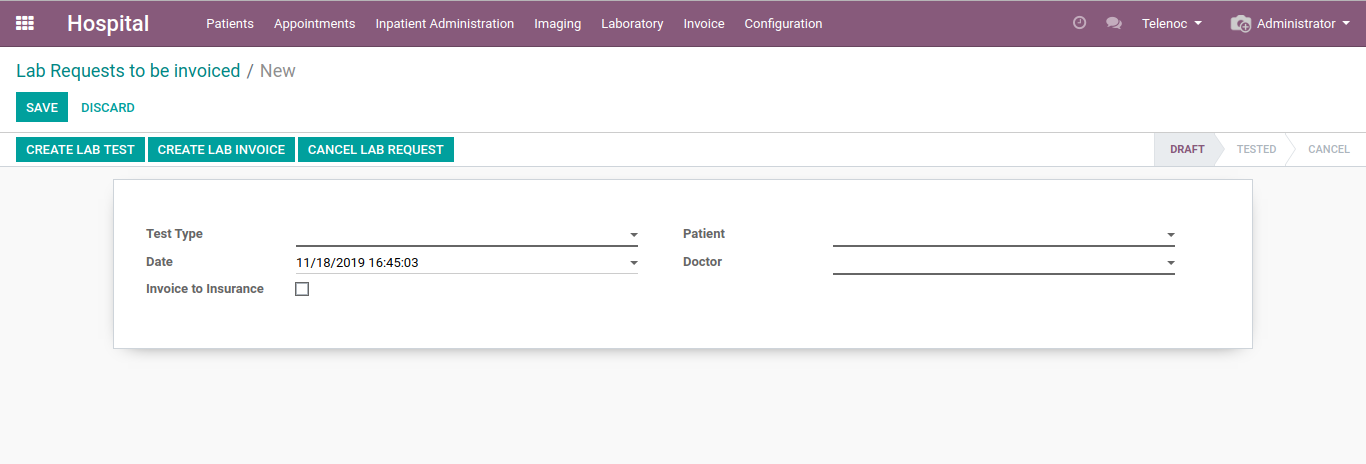 Hospital Patients Appointments Inpatient Administration Imaging Laboratory Invoice Configuration Telenoc Administrator
Lab Requests to be invoiced / New
SAVE DISCARD
CREATE LAB TEST CREATE LAB INVOICE CANCEL LAB REQUEST DRAFT TESTED CANCEL
Test Type Patient
Date 11/18/2019 16:45:03 Doctor
Invoice to Insurance